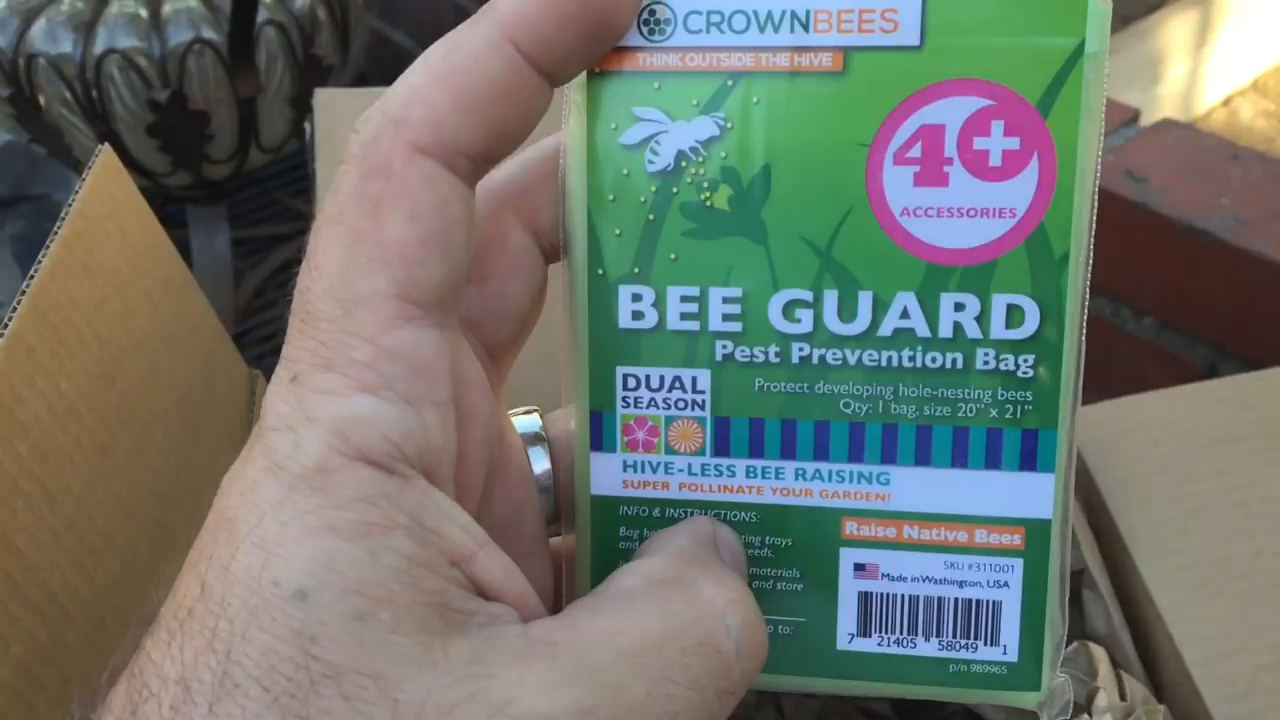 CROWNBEES
THINK OUTSIDE THE HIVE
4+
ACCESSORIES
BEE GUARD
Pest Prevention Bag
Protect developing hole-nesting bees
Qty: 1 bag, size 20" x 21"
DUAL
SEASON
HIVE-LESS BEE RAISING
SUPER POLLINATE YOUR GARDEN!
INFO & INSTRUCTIONS:
Bag trays
and
materials
and store
to:
Raise Native Bees
SKU #311001
Made in Washington, USA
7 21405 58049 1
p/n 989965